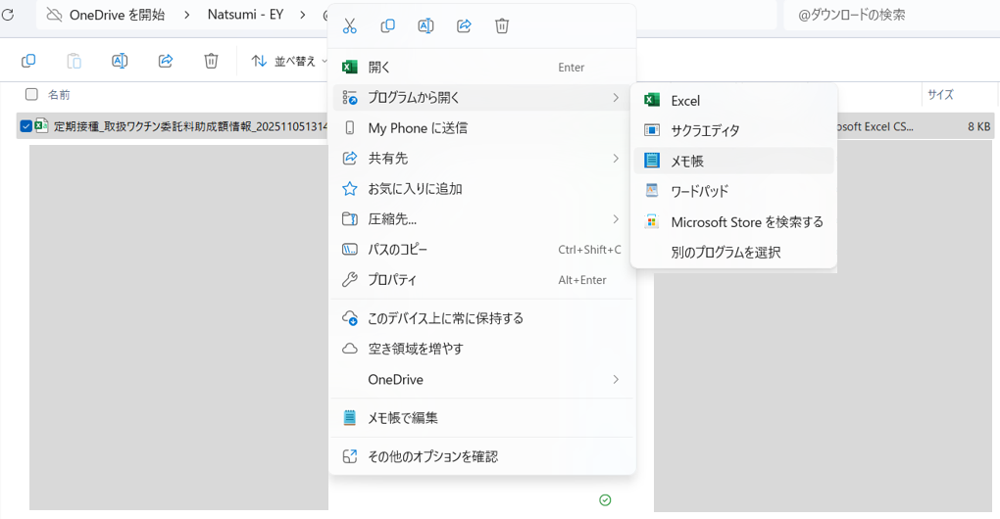 OneDrive を開始 > Natsumi - EY > @
@ダウンロードの検索
並べ替え
名前
サイズ
定期接種_取扱ワクチン委託料助成額情報_202511051314
osoft Excel CS...
8 KB
開く Enter
プログラムから開く
My Phone に送信
共有先
お気に入りに追加
圧縮先...
パスのコピー Ctrl+Shift+C
プロパティ Alt+Enter
このデバイス上に常に保持する
空き領域を増やす
OneDrive
メモ帳で編集
その他のオプションを確認
Excel
サクラエディタ
メモ帳
ワードパッド
Microsoft Store を検索する
別のプログラムを選択